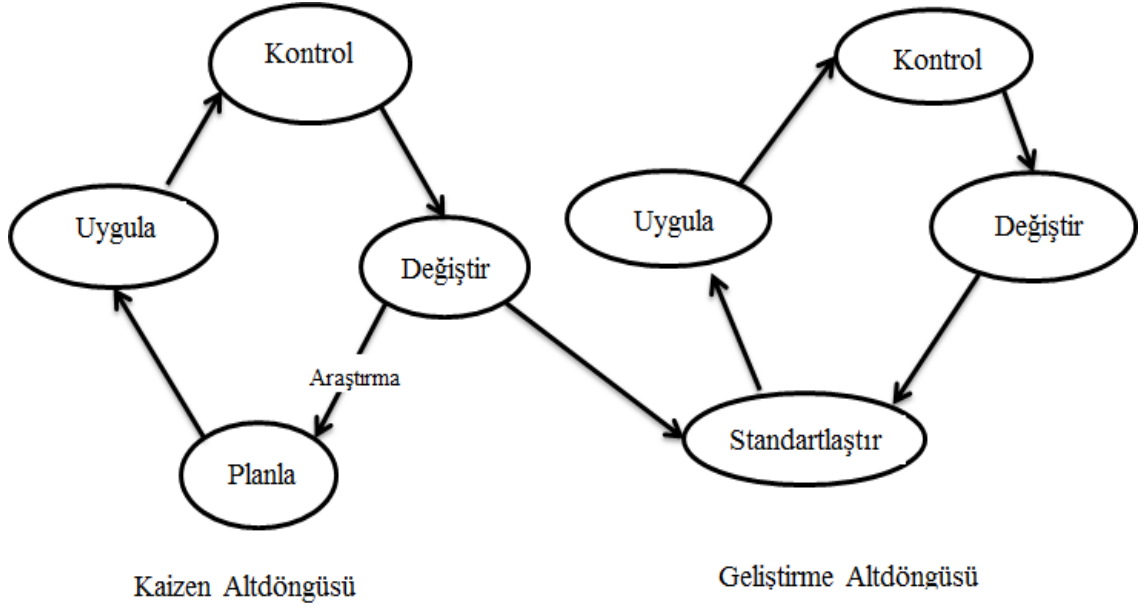 Kontrol
Uygula
Değiştir
Araştırma
Planla
Kaizen Altdöngüsü
Kontrol
Uygula
Değiştir
Standartlaştır
Geliştirme Altdöngüsü